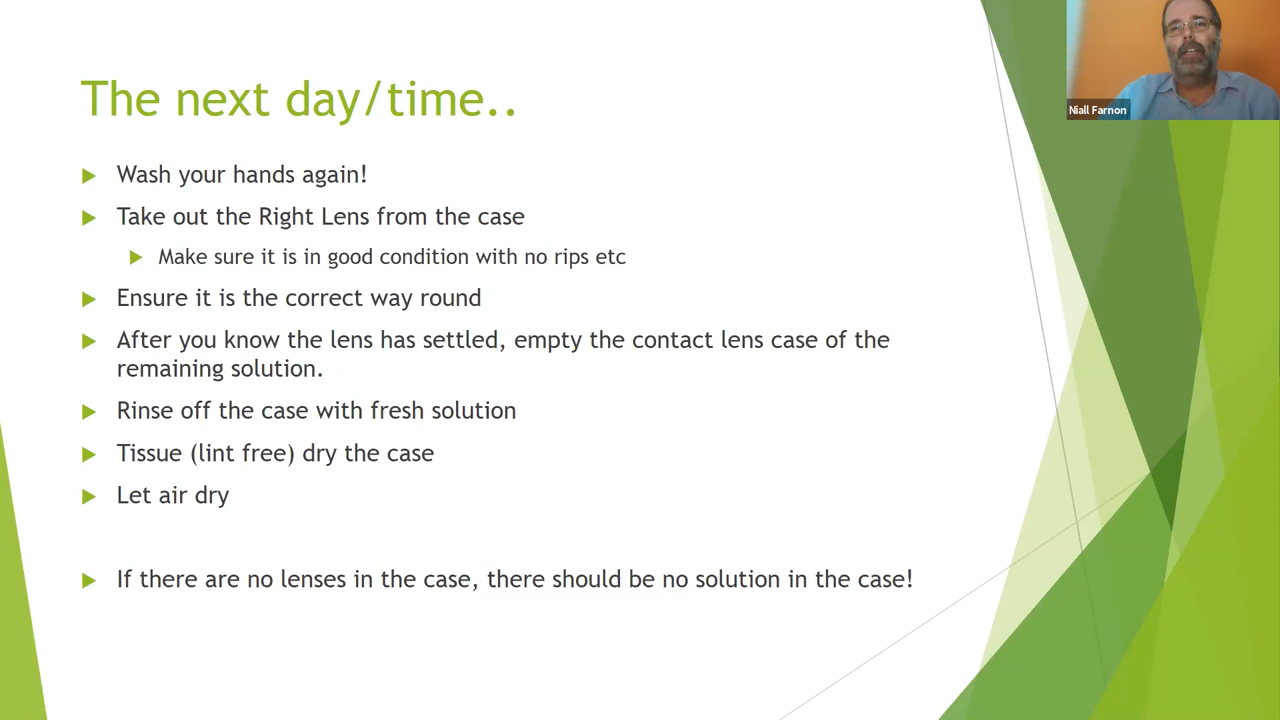 The next day/time..
Wash your hands again!
Take out the Right Lens from the case
Make sure it is in good condition with no rips etc
Ensure it is the correct way round
After you know the lens has settled, empty the contact lens case of the
remaining solution.
Rinse off the case with fresh solution
Tissue (lint free) dry the case
Let air dry
If there are no lenses in the case, there should be no solution in the case!
Niall Farnon